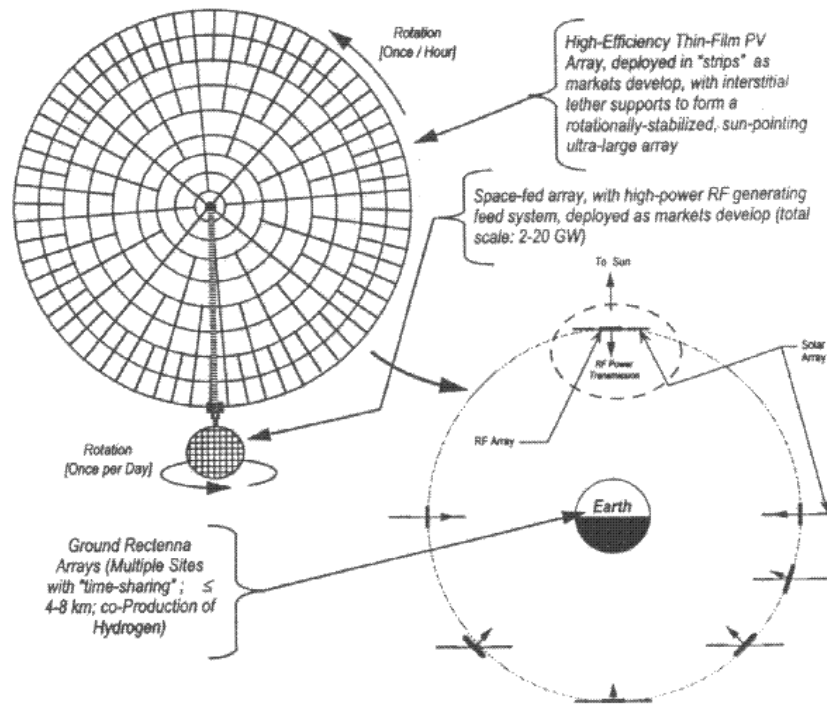 Rotation
[Once / Hour]
High-Efficiency Thin-Film PV
Array, deployed in "strips" as
markets develop, with interstitial
tether supports to form a
rotationally-stabilized, sun-pointing
ultra-large array
Space-fed array, with high-power RF generating
feed system, deployed as markets develop (total
scale: 2-20 GW)
To Sun
Solar
Array
RF Power
Transmission
RF Array
Rotation
[Once per Day]
Earth
Ground Rectenna
Arrays (Multiple Sites
with "time-sharing" ; ≤
4-8 km; co-Production of
Hydrogen)